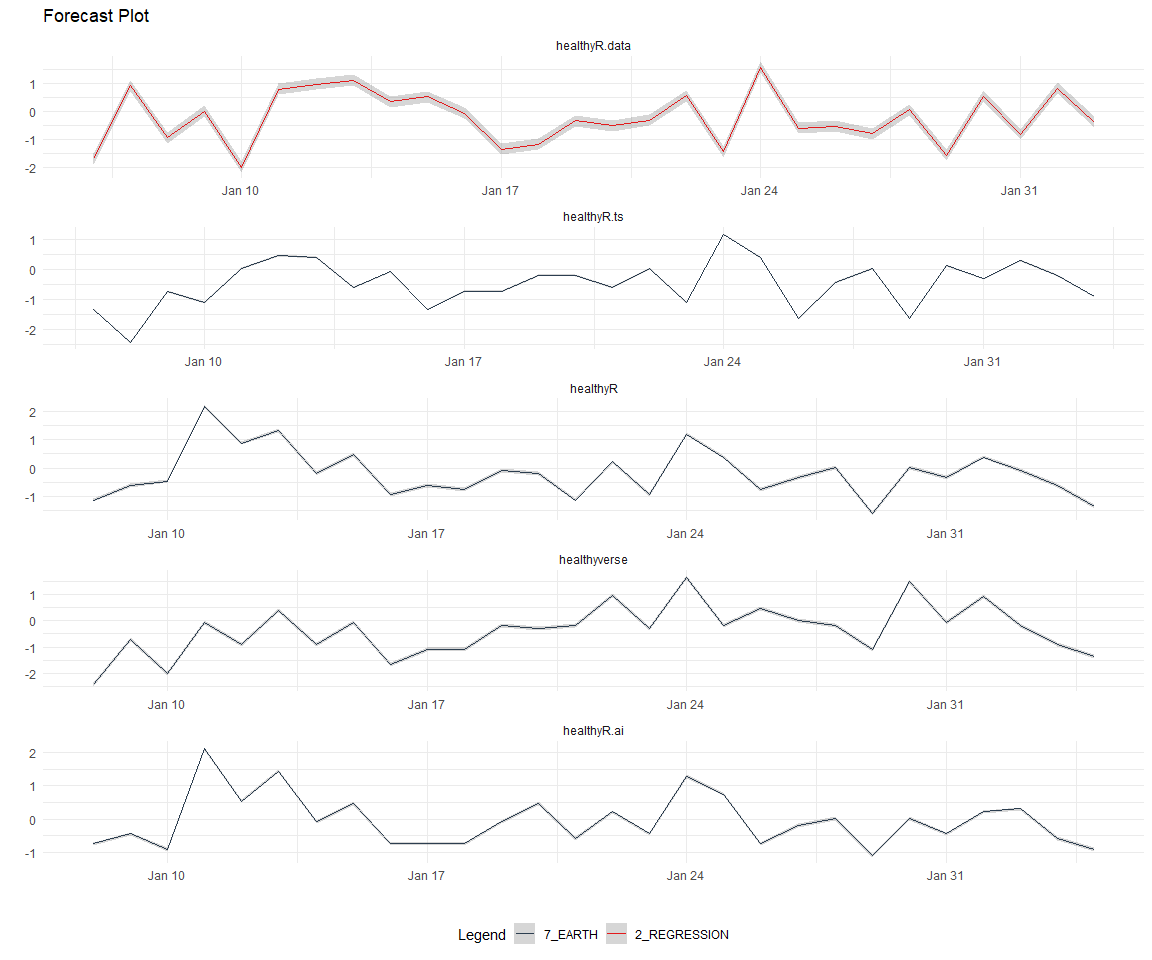 Forecast Plot
healthyR.data
1
0
-1
-2
Jan 10 Jan 17 Jan 24 Jan 31
healthyR.ts
1
0
-1
-2
Jan 10 Jan 17 Jan 24 Jan 31
healthyR
2
1
0
-1
Jan 10 Jan 17 Jan 24 Jan 31
healthyverse
1
0
-1
-2
Jan 10 Jan 17 Jan 24 Jan 31
healthyR.ai
2
1
0
-1
Jan 10 Jan 17 Jan 24 Jan 31
Legend 7_EARTH 2_REGRESSION